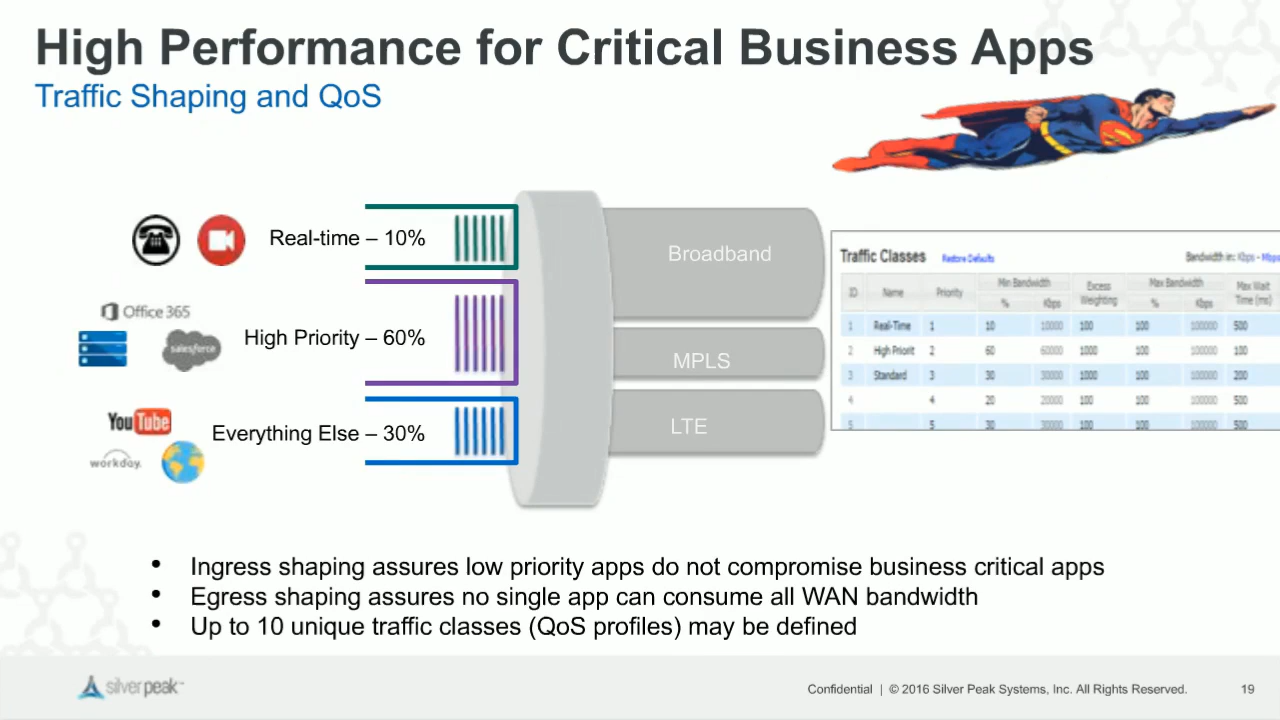 High Performance for Critical Business Apps
Traffic Shaping and QoS
Real-time – 10%
Office 365
salesforce
High Priority – 60%
YouTube
workday.
Everything Else – 30%
Broadband
MPLS
LTE
Traffic Classes Restore Defaults Bandwidth in: Kbps - Mbps
ID Name Priority Min Bandwidth Excess Weighting Max Bandwidth Max Wait Time (ms)
% Kbps % Kbps
1 Real-Time 1 10 10000 100 100 100000 500
2 High Priorit 2 60 60000 1000 100 100000 100
3 Standard 3 30 30000 1000 100 100000 200
4 4 20 20000 100 100 100000 500
5 5 30 30000 100 100 100000 500
• Ingress shaping assures low priority apps do not compromise business critical apps
• Egress shaping assures no single app can consume all WAN bandwidth
• Up to 10 unique traffic classes (QoS profiles) may be defined
silver peak™
Confidential | © 2016 Silver Peak Systems, Inc. All Rights Reserved. 19